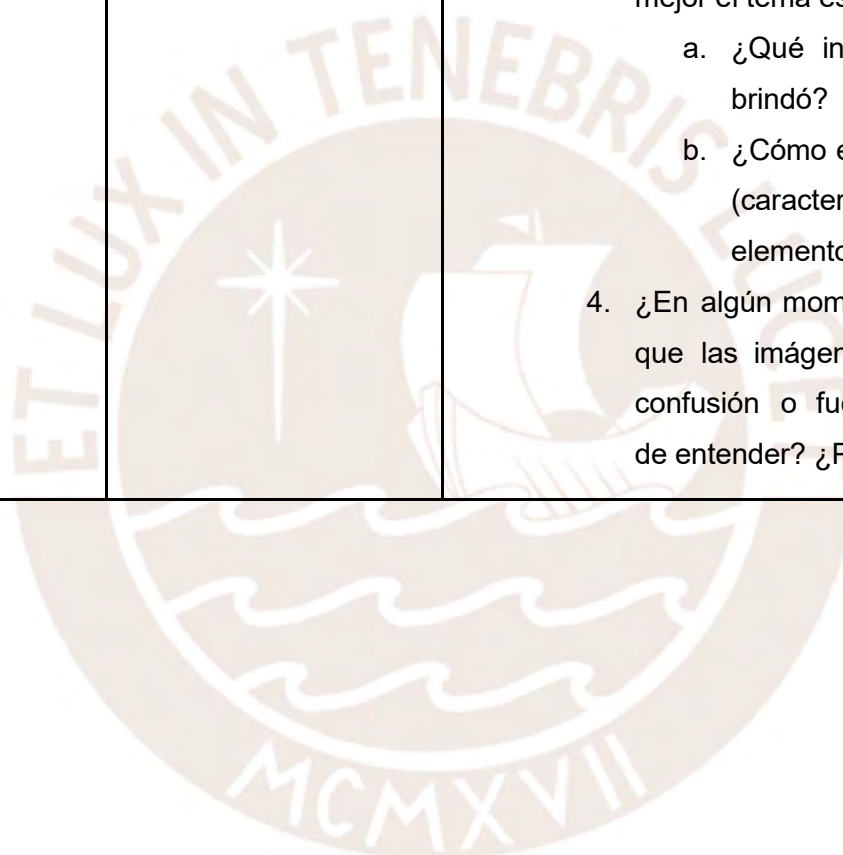 mejor el tema es
a. ¿Qué in
brindó?
b. ¿Cómo e
(caracter
elemento
4. ¿En algún mom
que las imágen
confusión o fu
de entender? ¿P
ET LUX IN TENEBRIS LUCET
MCMXVII